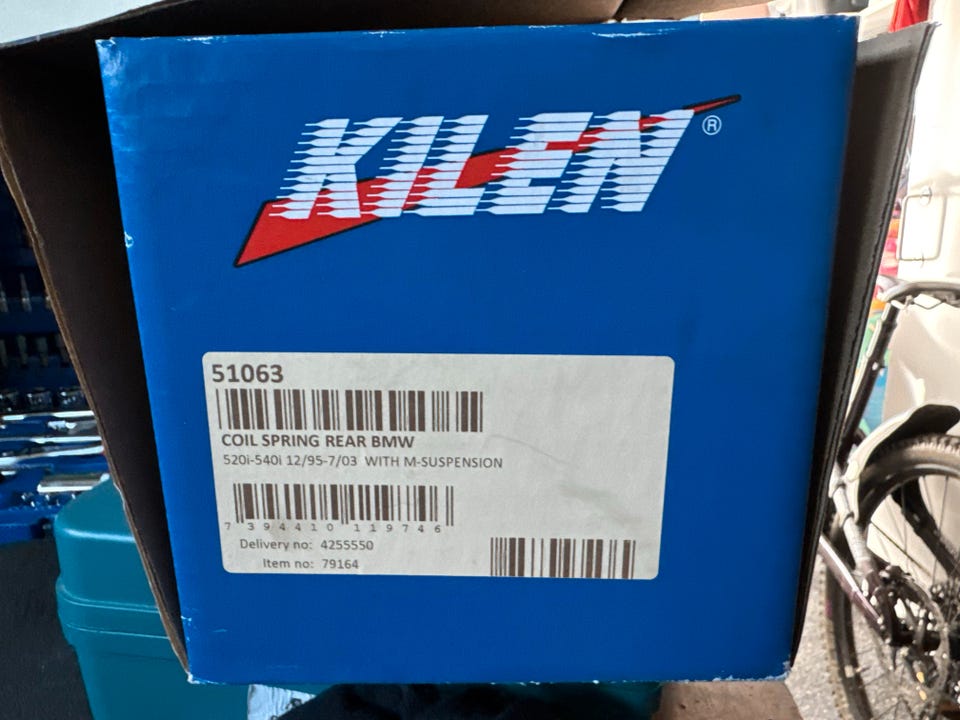 KILEN®
51063
COIL SPRING REAR BMW
520i-540i 12/95-7/03 WITH M-SUSPENSION
7 394410 119746
Delivery no: 4255550
Item no: 79164